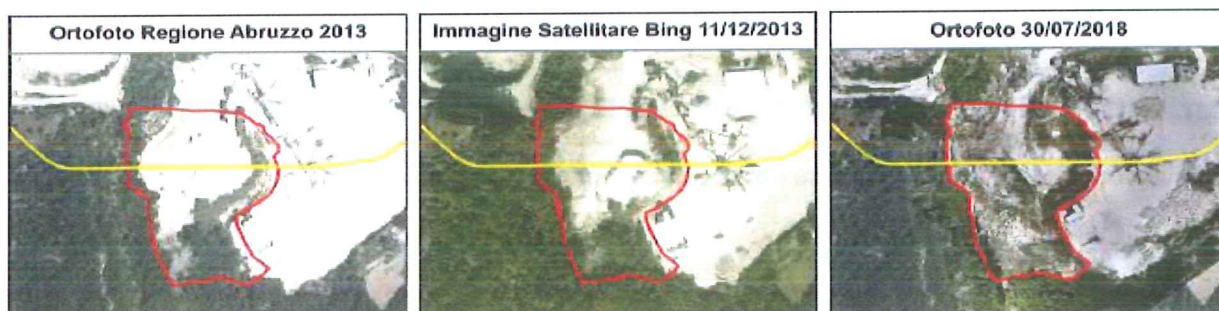 Ortofoto Regione Abruzzo 2013
Immagine Satellitare Bing 11/12/2013
Ortofoto 30/07/2018